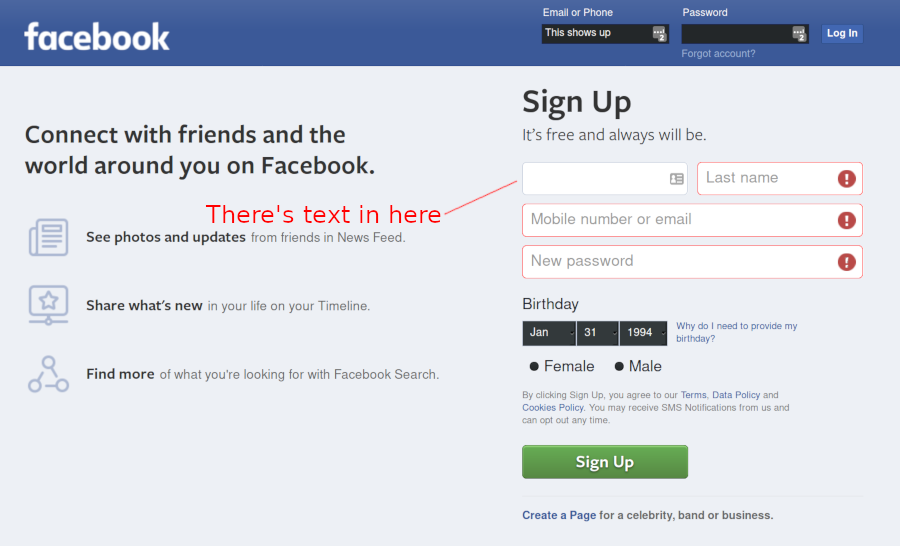 facebook
Email or Phone
Password
This shows up
Log In
Forgot account?
Connect with friends and the
world around you on Facebook.
See photos and updates from friends in News Feed.
Share what's new in your life on your Timeline.
Find more of what you're looking for with Facebook Search.
There's text in here
Sign Up
It's free and always will be.
Last name
Mobile number or email
New password
Birthday
Jan 31 1994
Why do I need to provide my
birthday?
Female Male
By clicking Sign Up, you agree to our Terms, Data Policy and
Cookies Policy. You may receive SMS Notifications from us and
can opt out any time.
Sign Up
Create a Page for a celebrity, band or business.